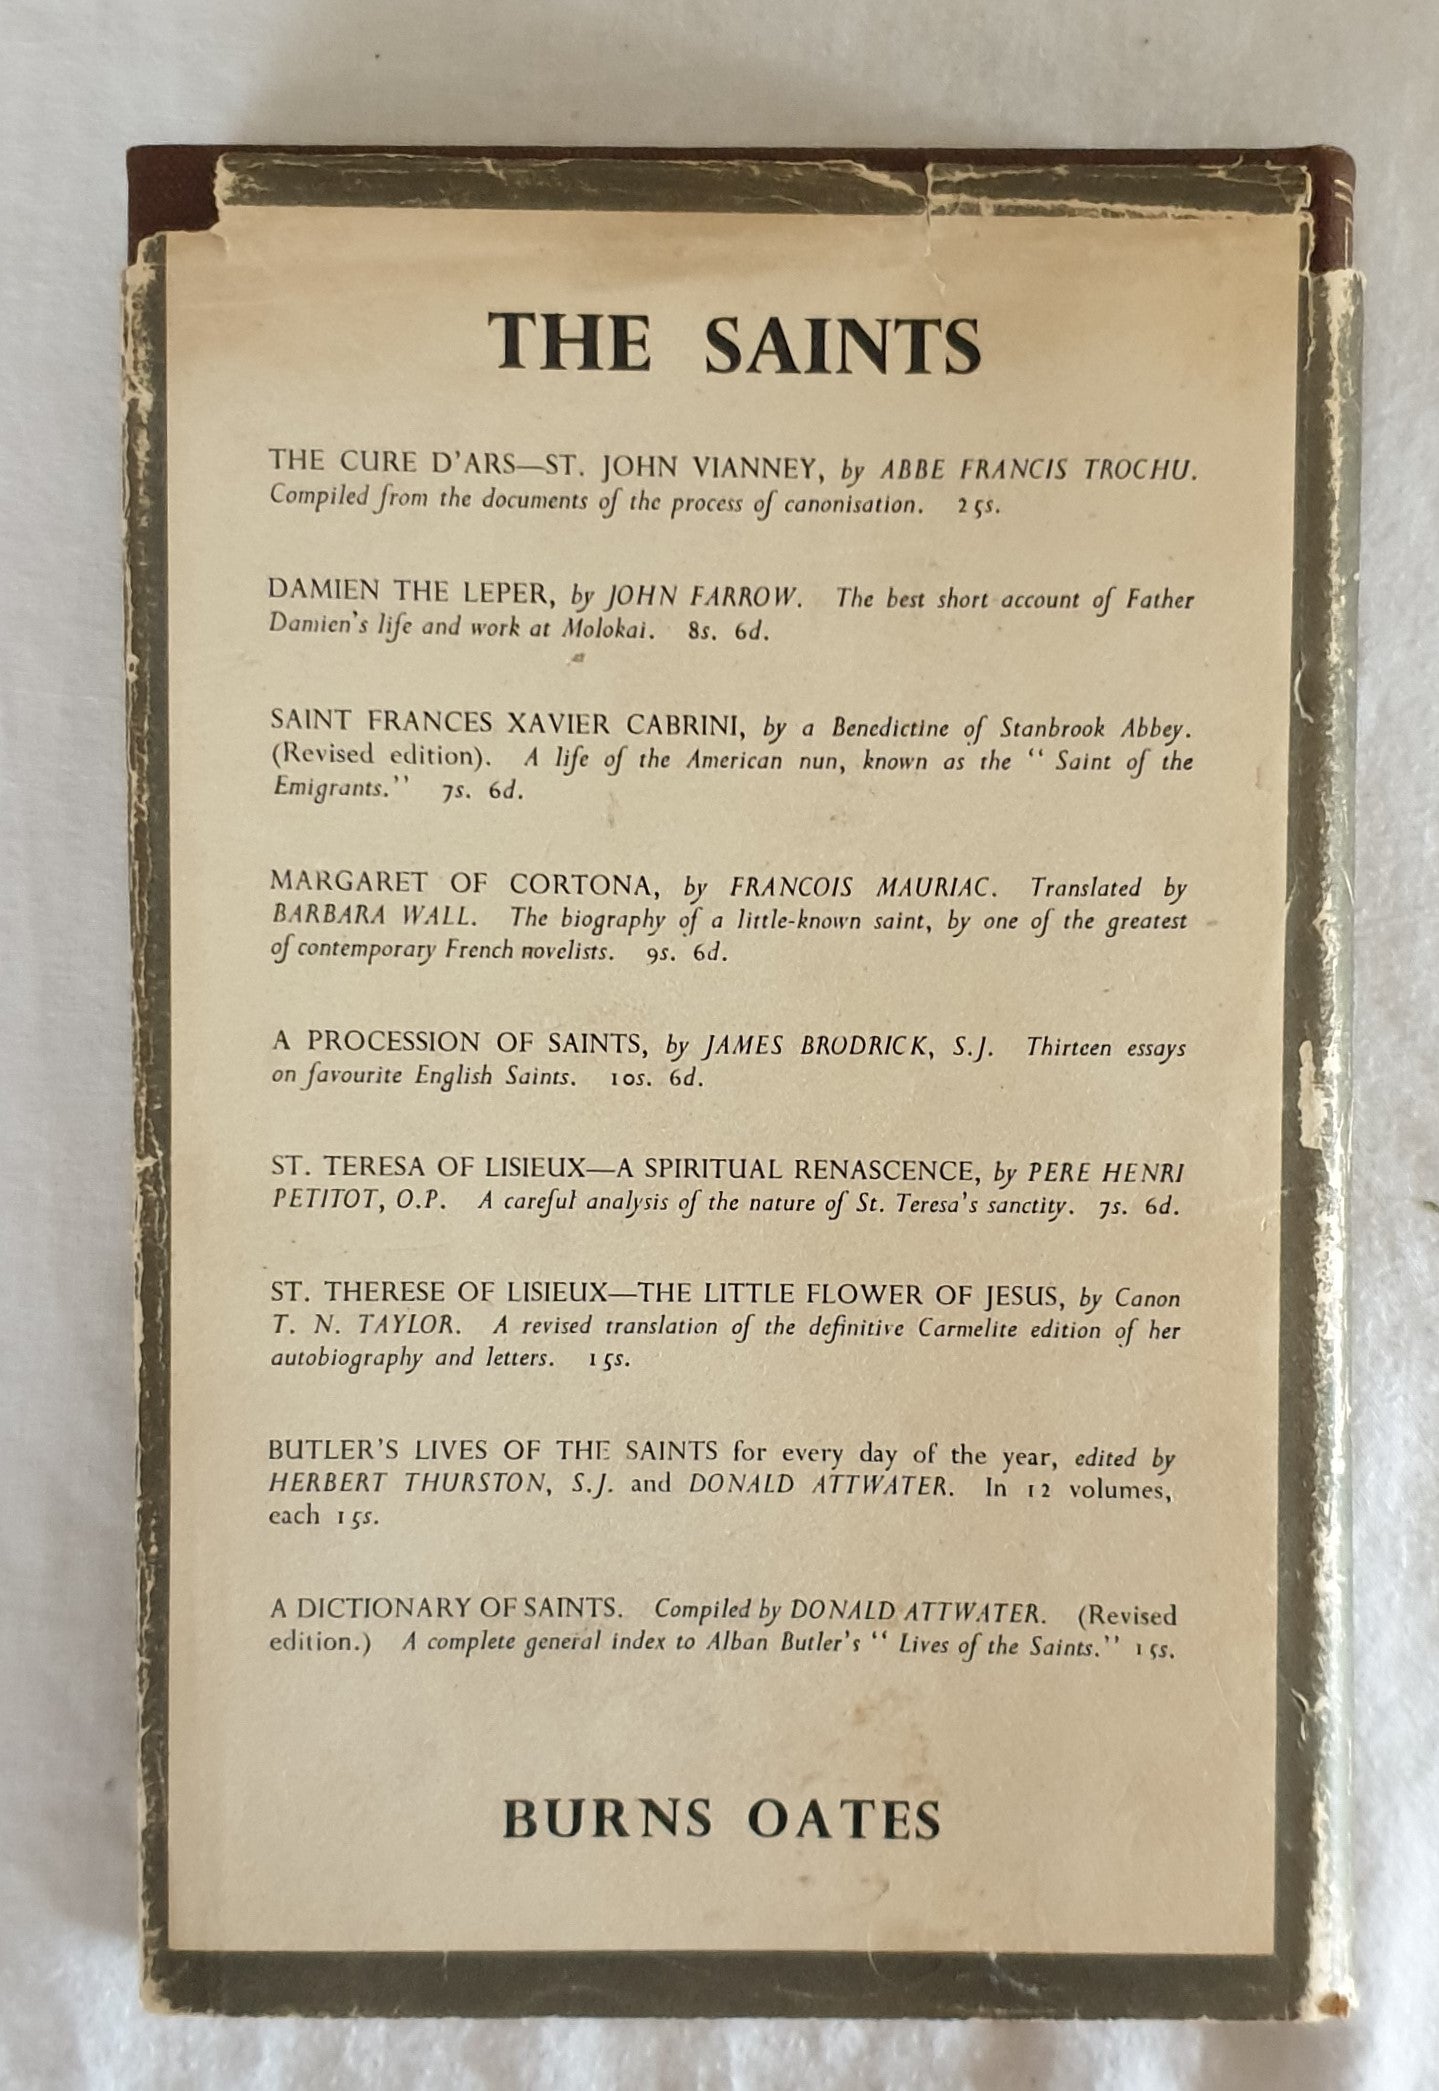 THE SAINTS
THE CURE D'ARS—ST. JOHN VIANNEY, by ABBE FRANCIS TROCHU.
Compiled from the documents of the process of canonisation. 25s.
DAMIEN THE LEPER, by JOHN FARROW. The best short account of Father
Damien's life and work at Molokai. 8s. 6d.
SAINT FRANCES XAVIER CABRINI, by a Benedictine of Stanbrook Abbey.
(Revised edition). A life of the American nun, known as the “ Saint of the
Emigrants.” 7s. 6d.
MARGARET OF CORTONA, by FRANCOIS MAURIAC. Translated by
BARBARA WALL. The biography of a little-known saint, by one of the greatest
of contemporary French novelists. 9s. 6d.
A PROCESSION OF SAINTS, by JAMES BRODRICK, S.J. Thirteen essays
on favourite English Saints. 10s. 6d.
ST. TERESA OF LISIEUX—A SPIRITUAL RENASCENCE, by PERE HENRI
PETITOT, O.P. A careful analysis of the nature of St. Teresa's sanctity. 7s. 6d.
ST. THERESE OF LISIEUX—THE LITTLE FLOWER OF JESUS, by Canon
T. N. TAYLOR. A revised translation of the definitive Carmelite edition of her
autobiography and letters. 15s.
BUTLER'S LIVES OF THE SAINTS for every day of the year, edited by
HERBERT THURSTON, S.J. and DONALD ATTWATER. In 12 volumes,
each 15s.
A DICTIONARY OF SAINTS. Compiled by DONALD ATTWATER. (Revised
edition.) A complete general index to Alban Butler's “ Lives of the Saints.” 15s.
BURNS OATES